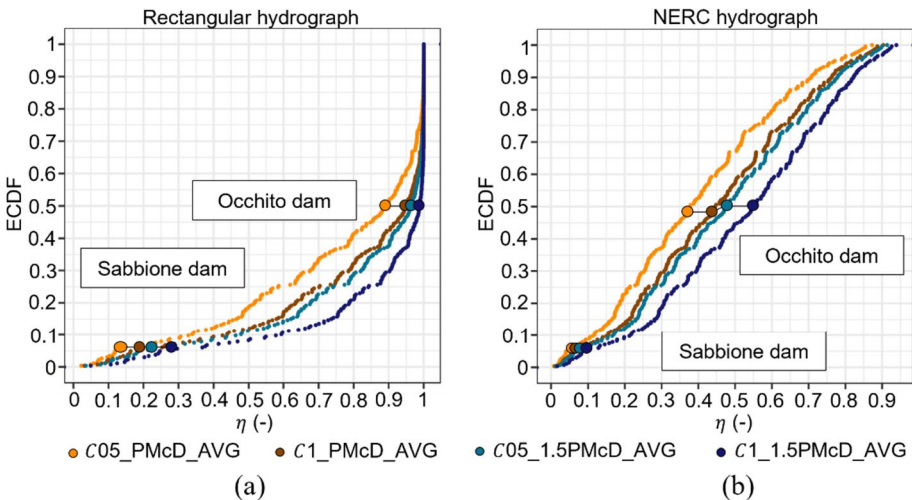 Rectangular hydrograph
ECDF
1
0.9
0.8
0.7
0.6
0.5
0.4
0.3
0.2
0.1
0
Occhito dam
Sabbione dam
0 0.1 0.2 0.3 0.4 0.5 0.6 0.7 0.8 0.9 1
η (-)
NERC hydrograph
ECDF
1
0.9
0.8
0.7
0.6
0.5
0.4
0.3
0.2
0.1
0
Occhito dam
Sabbione dam
0 0.1 0.2 0.3 0.4 0.5 0.6 0.7 0.8 0.9
η (-)
C05_PMcD_AVG C1_PMcD_AVG C05_1.5PMcD_AVG C1_1.5PMcD_AVG
(a) (b)